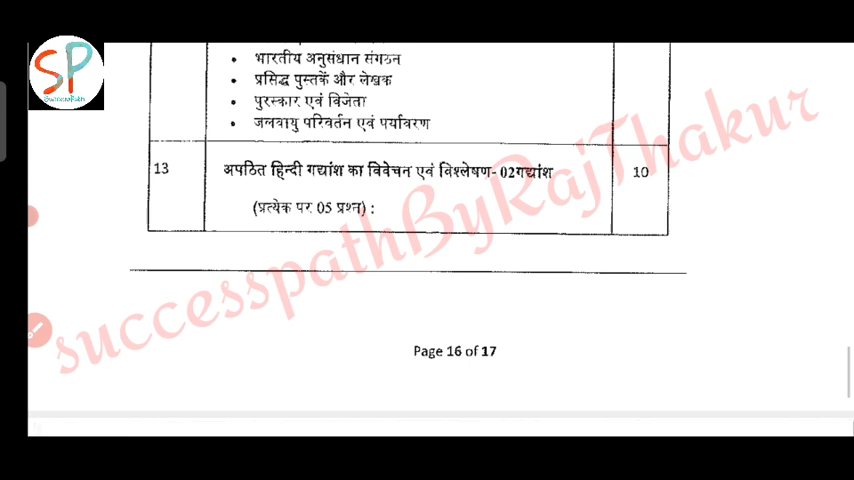 SP
SuccessPath
• भारतीय अनुसंधान संगठन
• प्रसिद्ध पुस्तकें और लेखक
• पुरस्कार एवं विजेता
• जलवायु परिवर्तन एवं पर्यावरण
13 अपठित हिन्दी गद्यांश का विवेचन एवं विश्लेषण- 02गद्यांश 10
(प्रत्येक पर 05 प्रश्न) :
successpathByRajThakur
Page 16 of 17